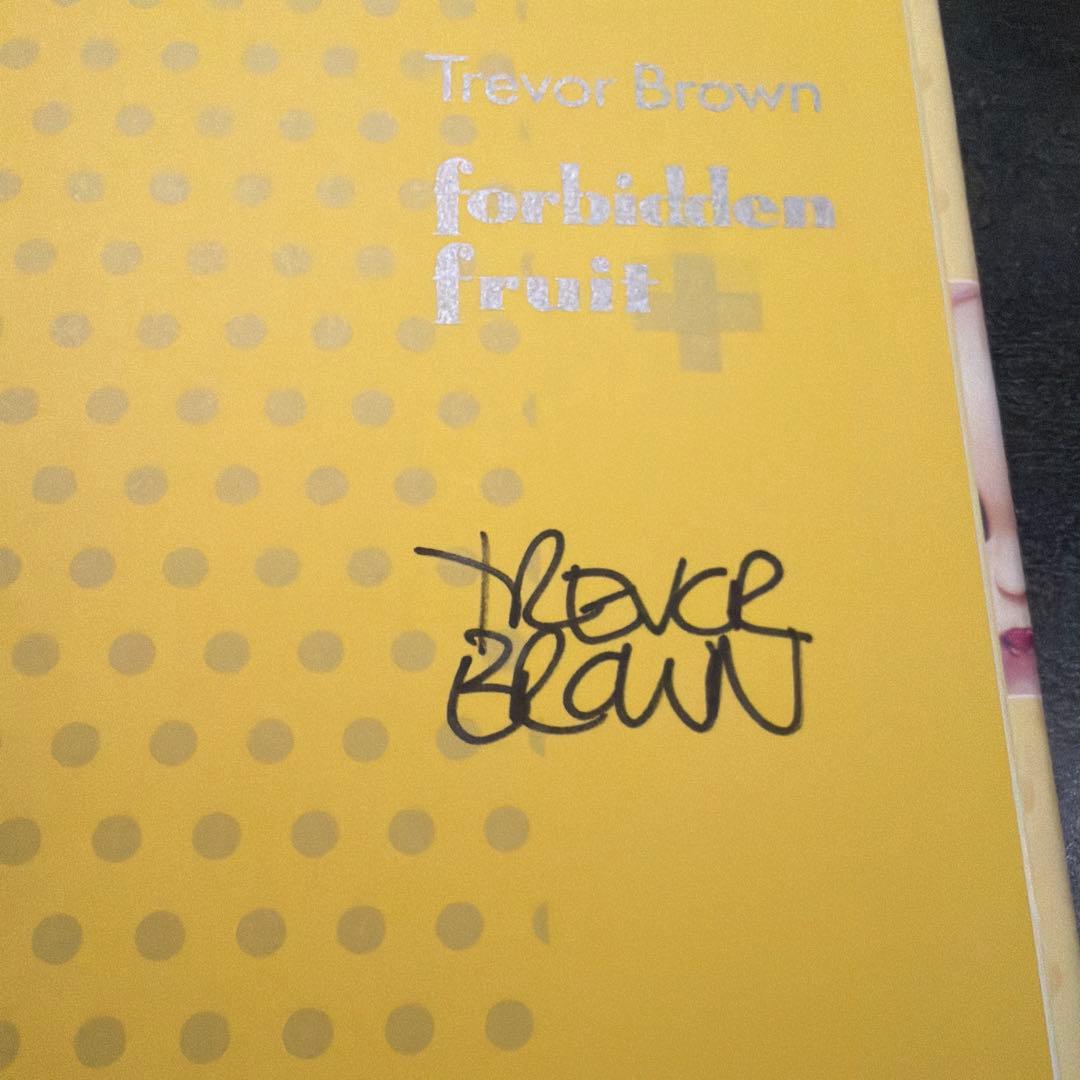 Trevor Brown
forbidden
fruit
TREVOR
BROWN